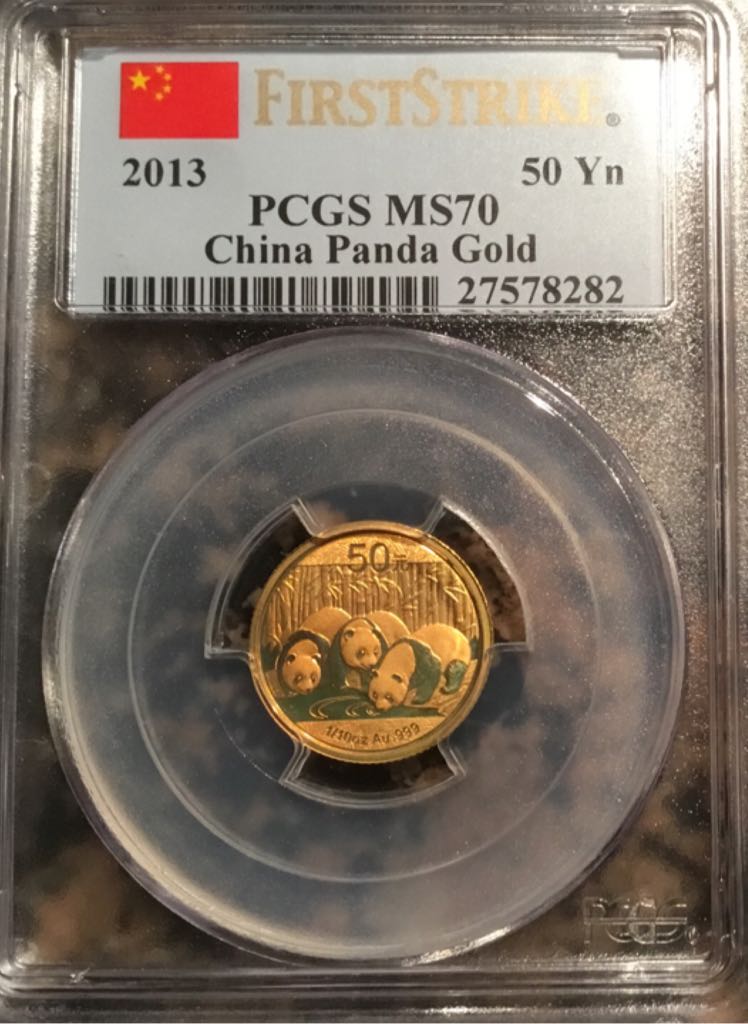 FIRSTSTRIKE®
2013 50 Yn
PCGS MS70
China Panda Gold
27578282
50元
1/10oz Au.999
PCGS